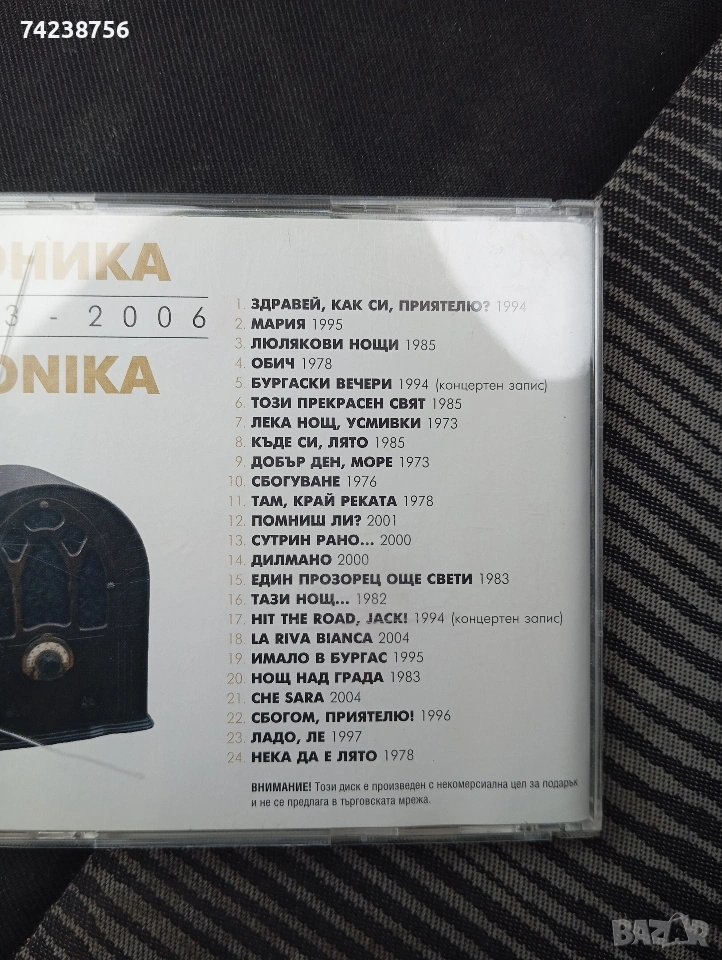 74238756
ОНИКА
3 - 2006
ONIKA
1. ЗДРАВЕЙ, КАК СИ, ПРИЯТЕЛЮ? 1994
2. МАРИЯ 1995
3. ЛЮЛЯКОВИ НОЩИ 1985
4. ОБИЧ 1978
5. БУРГАСКИ ВЕЧЕРИ 1994 (концертен запис)
6. ТОЗИ ПРЕКРАСЕН СВЯТ 1985
7. ЛЕКА НОЩ, УСМИВКИ 1973
8. КЪДЕ СИ, ЛЯТО 1985
9. ДОБЪР ДЕН, МОРЕ 1973
10. СБОГУВАНЕ 1976
11. ТАМ, КРАЙ РЕКАТА 1978
12. ПОМНИШ ЛИ? 2001
13. СУТРИН РАНО... 2000
14. ДИЛМАНО 2000
15. ЕДИН ПРОЗОРЕЦ ОЩЕ СВЕТИ 1983
16. ТАЗИ НОЩ... 1982
17. HIT THE ROAD, JACK! 1994 (концертен запис)
18. LA RIVA BIANCA 2004
19. ИМАЛО В БУРГАС 1995
20. НОЩ НАД ГРАДА 1983
21. CHE SARA 2004
22. СБОГОМ, ПРИЯТЕЛЮ! 1996
23. ЛАДО, ЛЕ 1997
24. НЕКА ДА Е ЛЯТО 1978
ВНИМАНИЕ! Този диск е произведен с некомерсиална цел за подарък
и не се предлага в търговската мрежа.
BAZAR